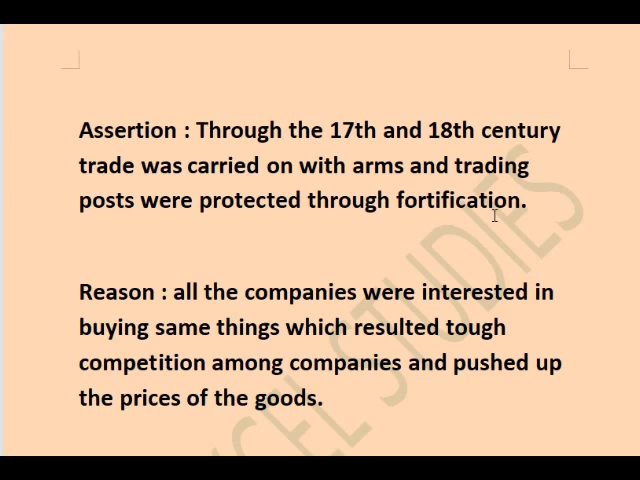 Assertion : Through the 17th and 18th century
trade was carried on with arms and trading
posts were protected through fortification.
Reason : all the companies were interested in
buying same things which resulted tough
competition among companies and pushed up
the prices of the goods.
CEL STUDIES